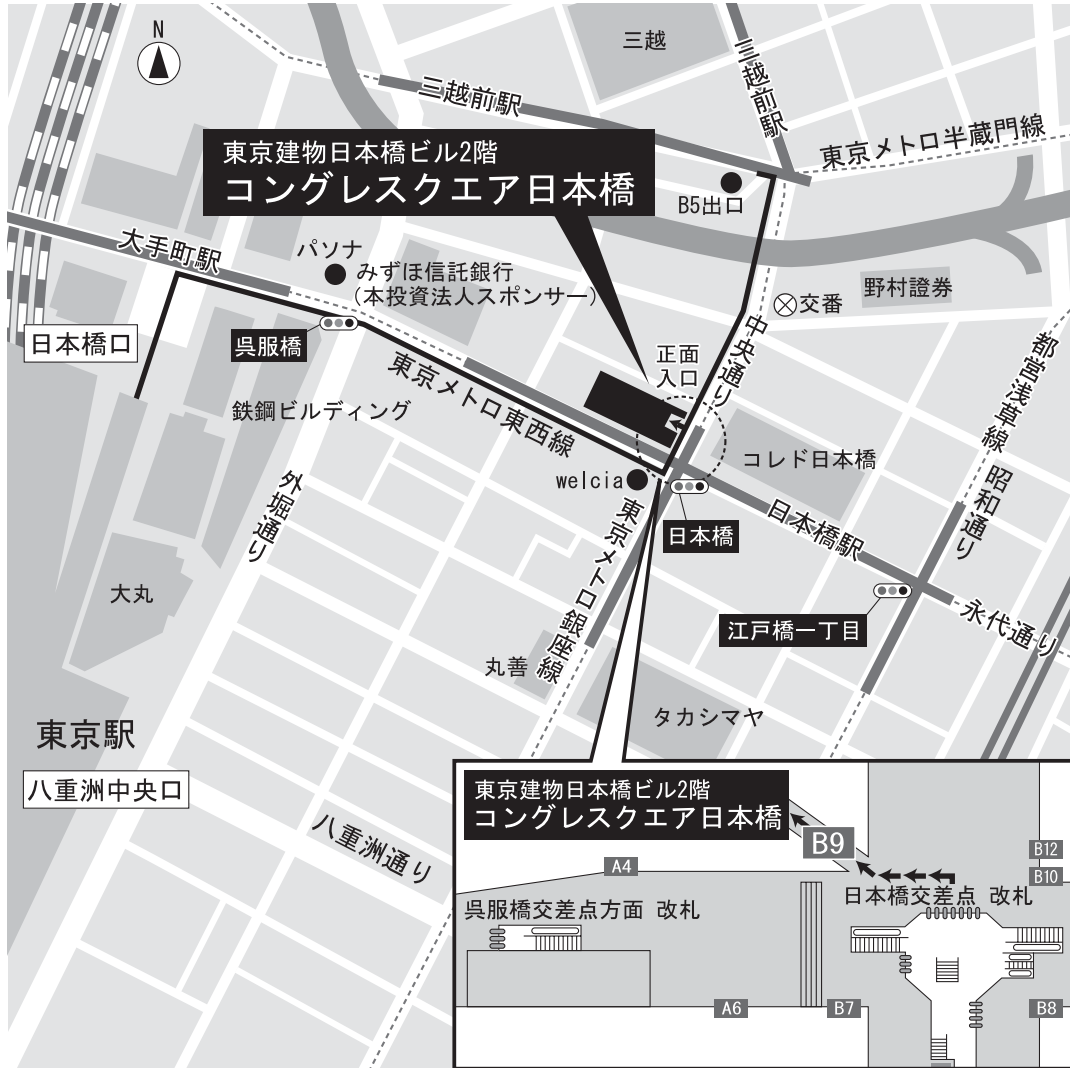 N
三越
三越前駅
三越前駅
東京メトロ半蔵門線
東京建物日本橋ビル2階
コングレスクエア日本橋
B5出口
大手町駅
パソナ
みずほ信託銀行
(本投資法人スポンサー)
野村證券
交番
日本橋口
呉服橋
中央通り
正面
入口
都営浅草線
東京メトロ東西線
鉄鋼ビルディング
コレド日本橋
welcia
昭和通り
外堀通り
日本橋
日本橋駅
東京メトロ銀座線
大丸
江戸橋一丁目
永代通り
丸善
タカシマヤ
東京駅
八重洲中央口
八重洲通り
東京建物日本橋ビル2階
コングレスクエア日本橋
B9
B12
A4
B10
日本橋交差点 改札
呉服橋交差点方面 改札
A6
B7
B8